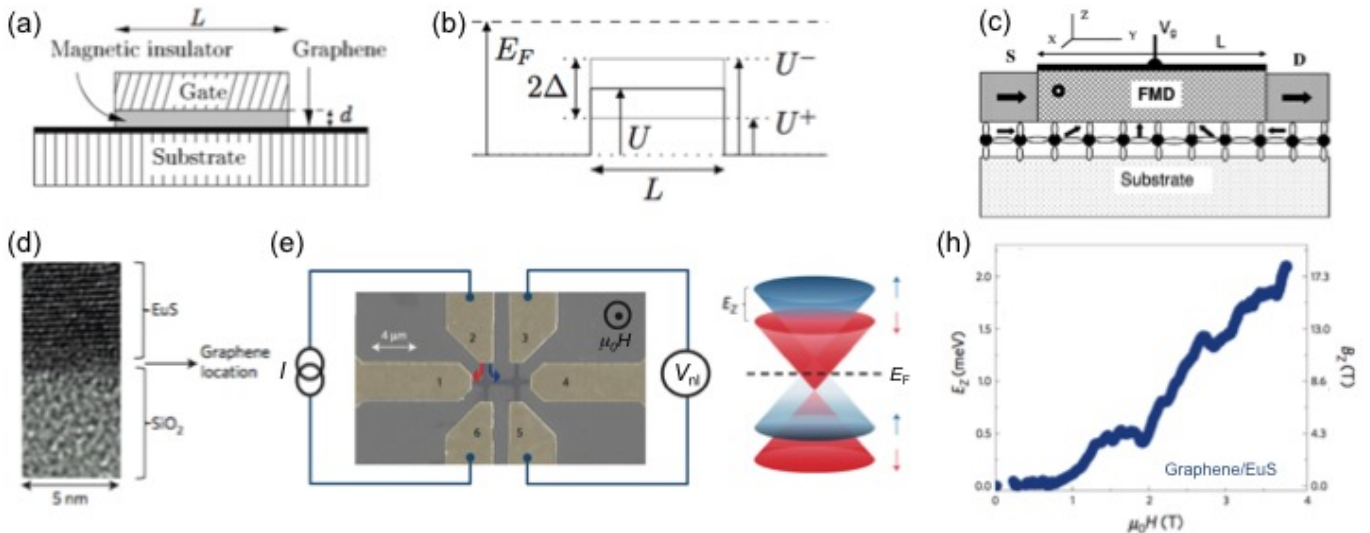 (a)
L
Magnetic insulator
Graphene
Gate
d
Substrate
(b)
E_F
2Δ
U
L
U⁻
U⁺
(c)
Z
X
Y
V_g
L
S
D
FMD
Substrate
(d)
EuS
Graphene
location
SiO₂
5 nm
(e)
I
4 μm
1
2
3
4
5
6
μ₀H
V_nl
E_Z
E_F
(h)
E_Z (meV)
2.0
1.5
1.0
0.5
0.0
17.3
13.0
8.6
4.3
0.0
B_Z (T)
Graphene/EuS
0
1
2
3
4
μ₀H (T)